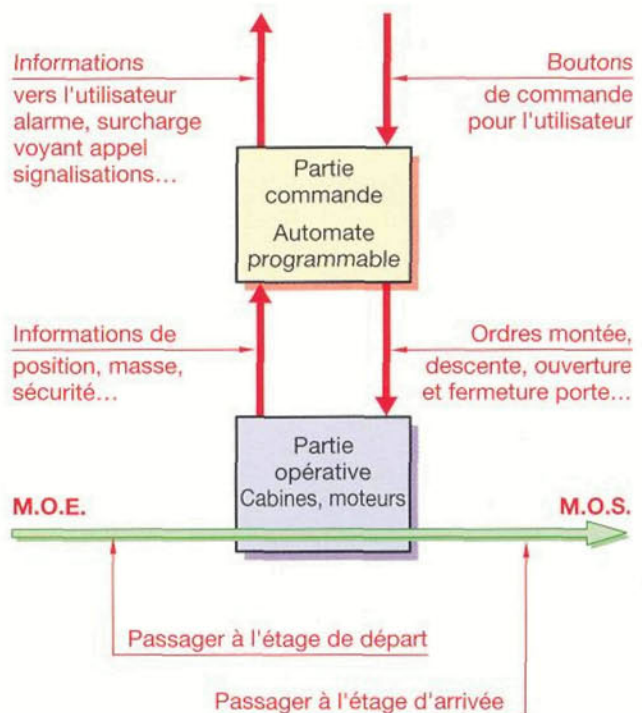 Informations
vers l'utilisateur
alarme, surcharge
voyant appel
signalisations...
Boutons
de commande
pour l'utilisateur
Partie
commande
Automate
programmable
Informations de
position, masse,
sécurité...
Ordres montée,
descente, ouverture
et fermeture porte...
Partie
opérative
Cabines, moteurs
M.O.E.
M.O.S.
Passager à l'étage de départ
Passager à l'étage d'arrivée